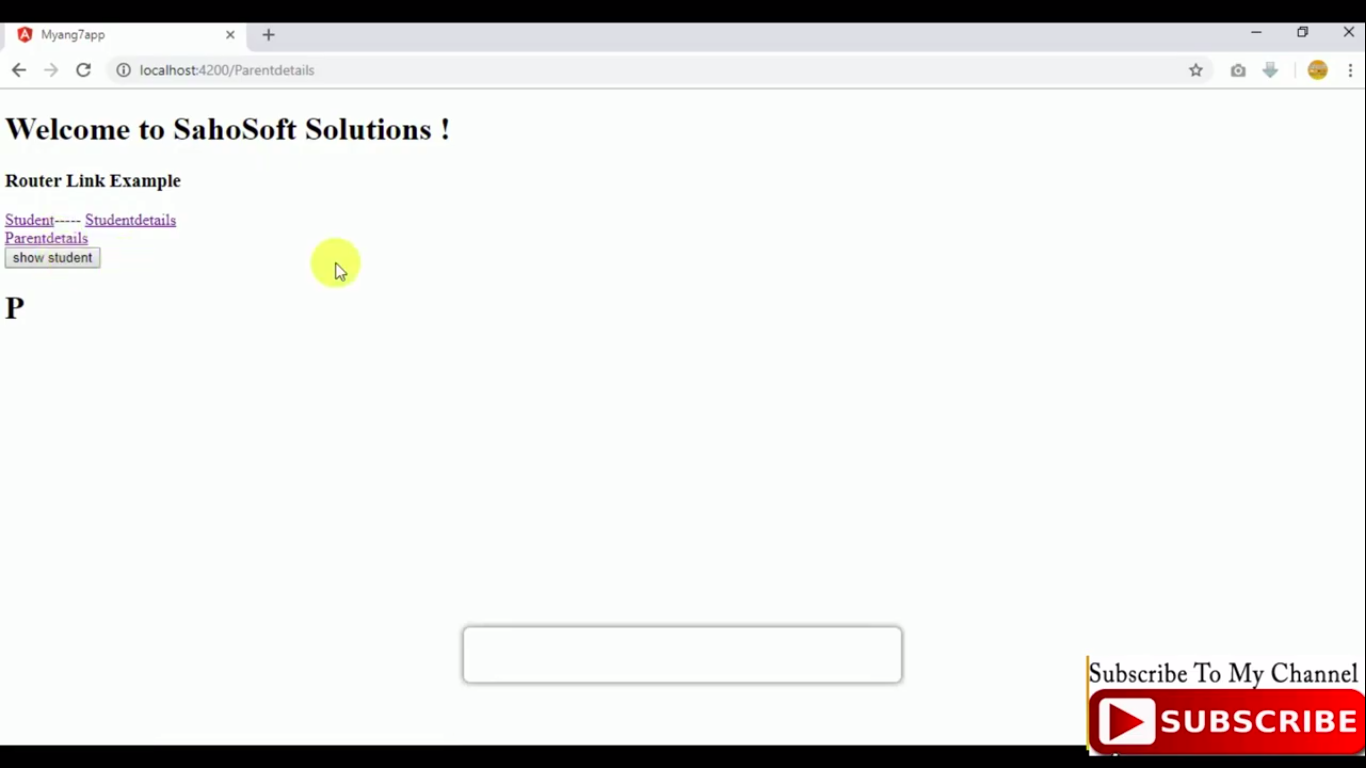 Myang7app
localhost:4200/Parentdetails
Welcome to SahoSoft Solutions !
Router Link Example
Student----- Studentdetails
Parentdetails
show student
P
Subscribe To My Channel
SUBSCRIBE